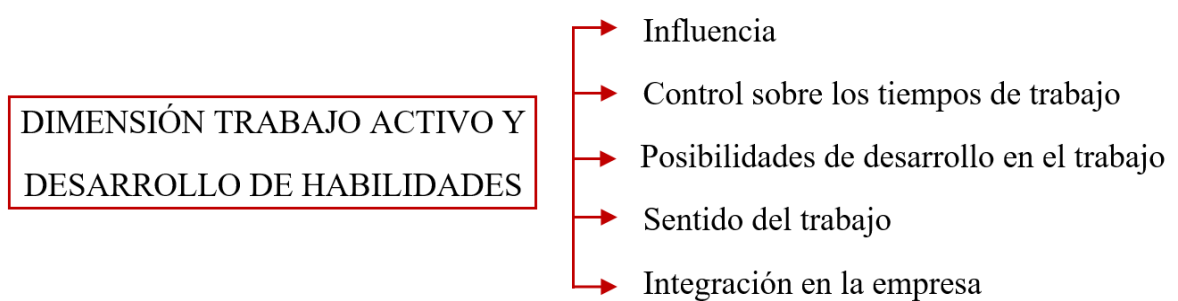 DIMENSIÓN TRABAJO ACTIVO Y
DESARROLLO DE HABILIDADES
Influencia
Control sobre los tiempos de trabajo
Posibilidades de desarrollo en el trabajo
Sentido del trabajo
Integración en la empresa